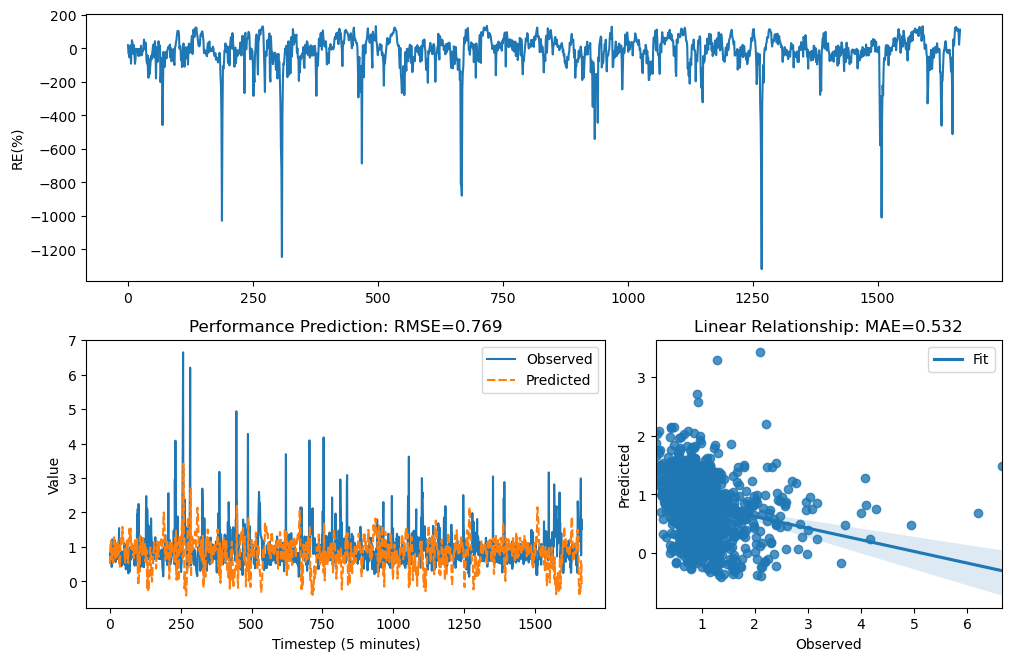 RE(%)
200
0
−200
−400
−600
−800
−1000
−1200
0 250 500 750 1000 1250 1500
Performance Prediction: RMSE=0.769
Value
7
6
5
4
3
2
1
0
Observed
Predicted
0 250 500 750 1000 1250 1500
Timestep (5 minutes)
Linear Relationship: MAE=0.532
Predicted
3
2
1
0
Fit
1 2 3 4 5 6
Observed